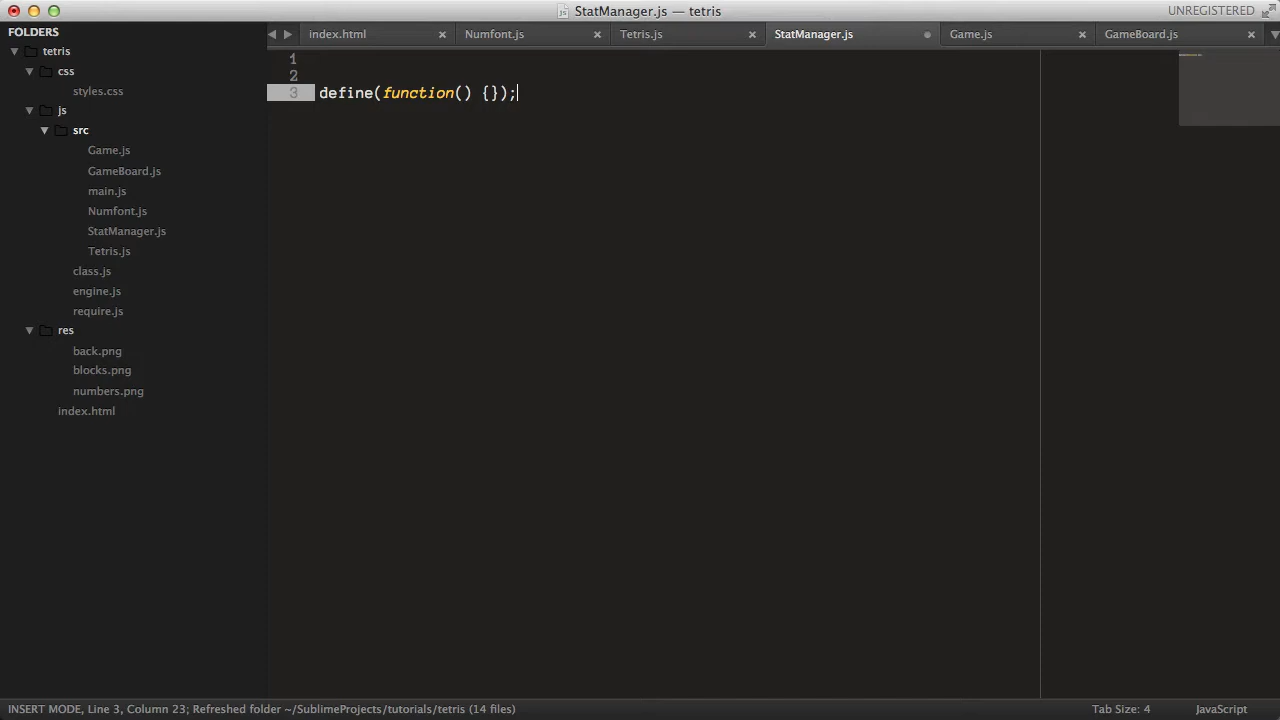 StatManager.js — tetris
UNREGISTERED
FOLDERS
tetris
css
styles.css
js
src
Game.js
GameBoard.js
main.js
Numfont.js
StatManager.js
Tetris.js
class.js
engine.js
require.js
res
back.png
blocks.png
numbers.png
index.html
index.html
Numfont.js
Tetris.js
StatManager.js
Game.js
GameBoard.js
1
2
3 define(function() {});
INSERT MODE, Line 3, Column 23; Refreshed folder ~/SublimeProjects/tutorials/tetris (14 files)
Tab Size: 4
JavaScript